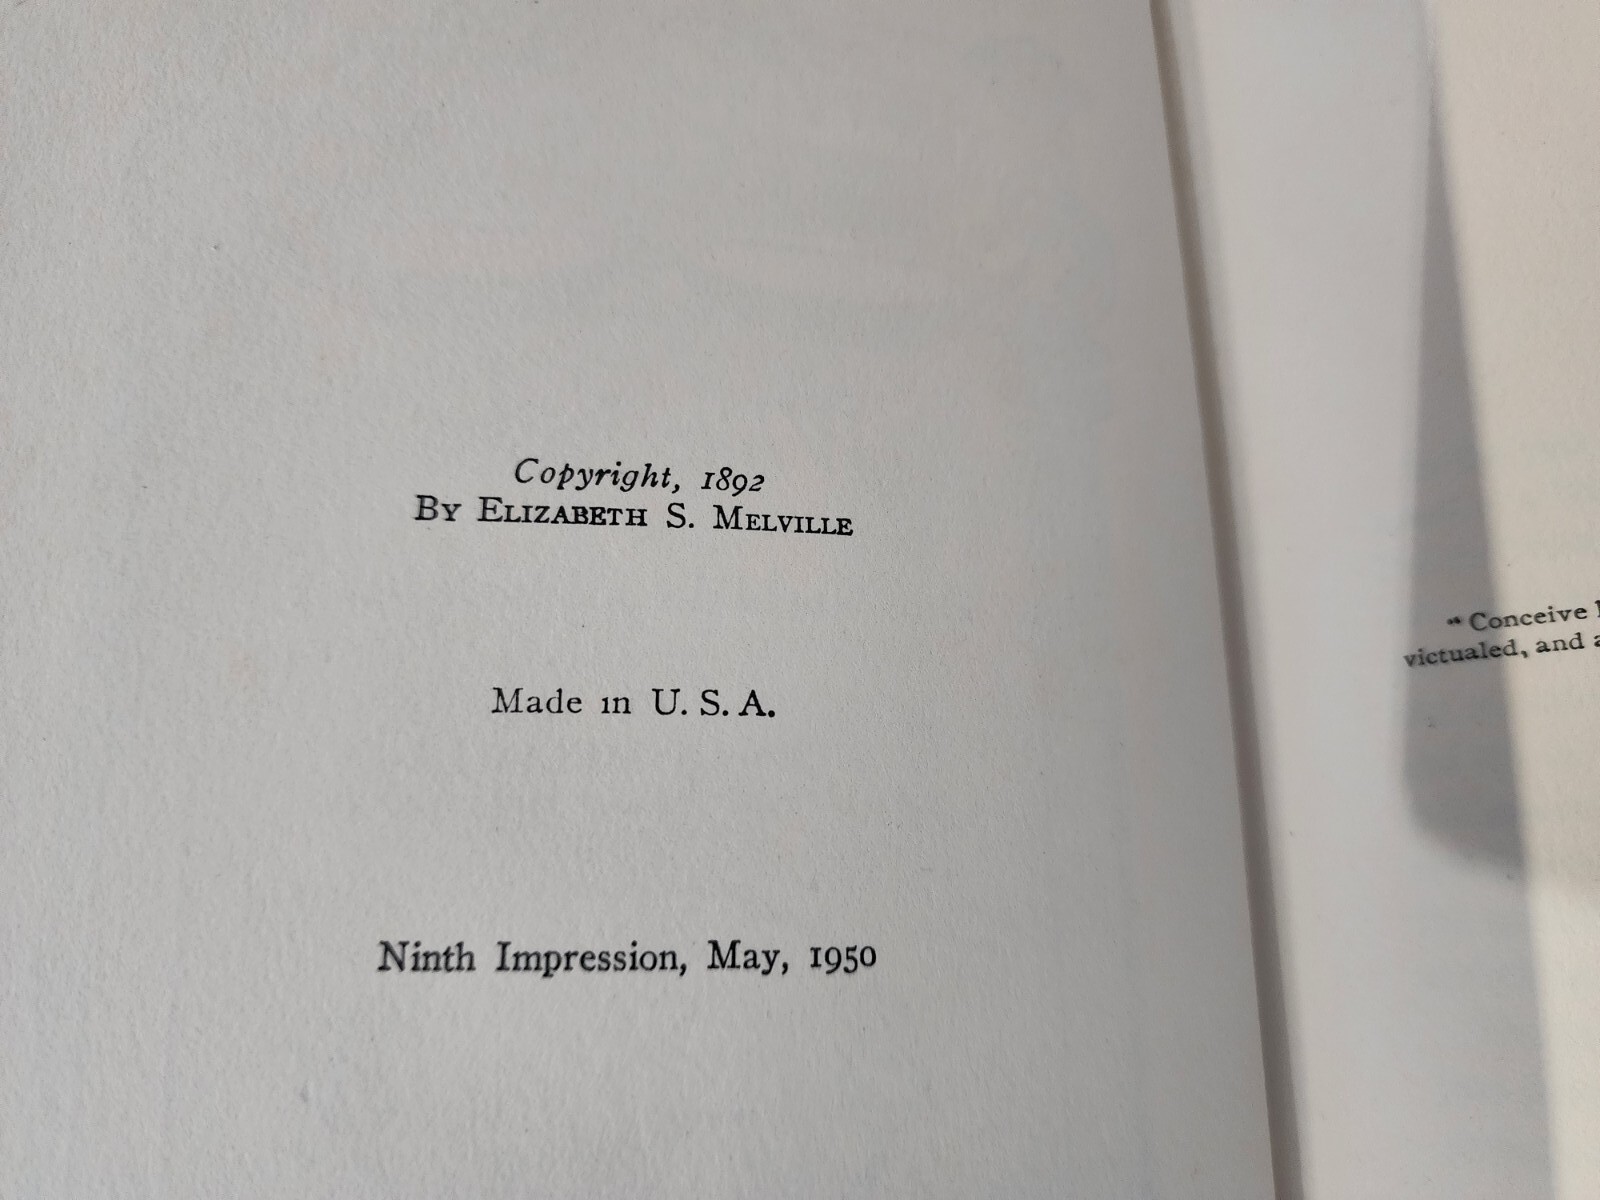 Copyright, 1892
By Elizabeth S. Melville
Made in U. S. A.
Ninth Impression, May, 1950
" Conceive
victualed, and